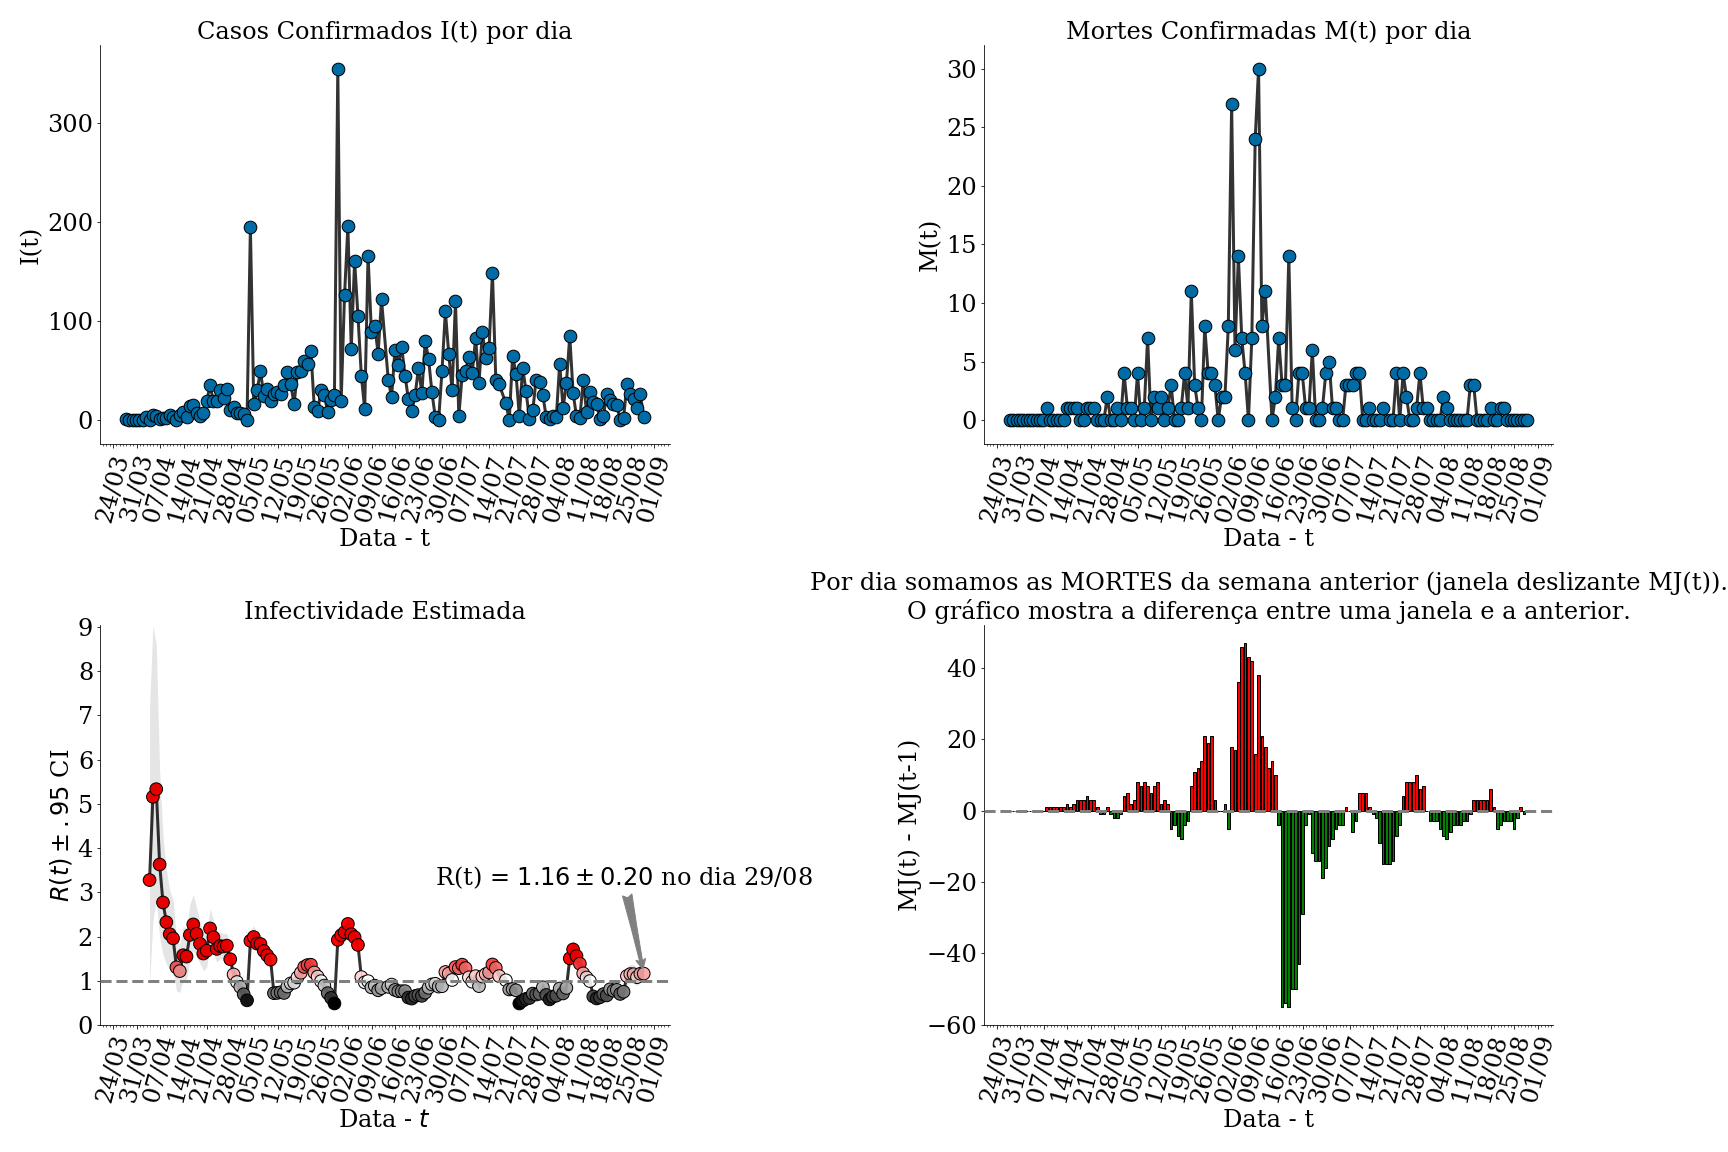 Casos Confirmados I(t) por dia
I(t)
300
200
100
0
24/03 31/03 07/04 14/04 21/04 28/04 05/05 12/05 19/05 26/05 02/06 09/06 16/06 23/06 30/06 07/07 14/07 21/07 28/07 04/08 11/08 18/08 25/08 01/09
Data - t
Mortes Confirmadas M(t) por dia
M(t)
30
25
20
15
10
5
0
24/03 31/03 07/04 14/04 21/04 28/04 05/05 12/05 19/05 26/05 02/06 09/06 16/06 23/06 30/06 07/07 14/07 21/07 28/07 04/08 11/08 18/08 25/08 01/09
Data - t
Infectividade Estimada
R(t) ± .95 CI
9
8
7
6
5
4
3
2
1
0
R(t) = 1.16 ± 0.20 no dia 29/08
24/03 31/03 07/04 14/04 21/04 28/04 05/05 12/05 19/05 26/05 02/06 09/06 16/06 23/06 30/06 07/07 14/07 21/07 28/07 04/08 11/08 18/08 25/08 01/09
Data - t
Por dia somamos as MORTES da semana anterior (janela deslizante MJ(t)).
O gráfico mostra a diferença entre uma janela e a anterior.
MJ(t) - MJ(t-1)
40
20
0
−20
−40
−60
24/03 31/03 07/04 14/04 21/04 28/04 05/05 12/05 19/05 26/05 02/06 09/06 16/06 23/06 30/06 07/07 14/07 21/07 28/07 04/08 11/08 18/08 25/08 01/09
Data - t